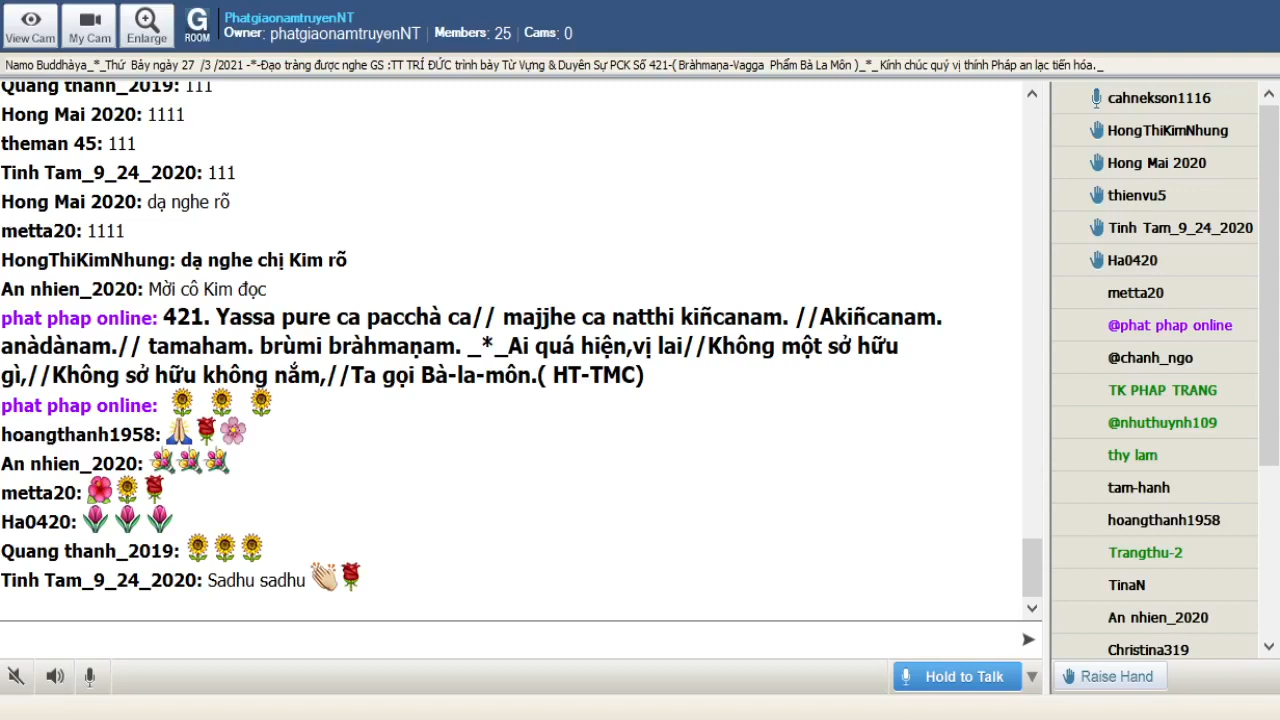 View Cam
My Cam
Enlarge
G
ROOM
PhatgiaonamtruyenNT
Owner: phatgiaonamtruyenNT | Members: 25 | Cams: 0
Namo Buddhàya_*_Thứ Bảy ngày 27 /3 /2021 -*-Đạo tràng được nghe GS :TT TRÍ ĐỨC trình bày Từ Vựng & Duyên Sự PCK Số 421-( Bràhmaṇa-Vagga Phẩm Bà La Môn )_*_ Kính chúc quý vị thính Pháp an lạc tiến hóa._
Quang thanh_2019: 111
Hong Mai 2020: 1111
theman 45: 111
Tinh Tam_9_24_2020: 111
Hong Mai 2020: dạ nghe rõ
metta20: 1111
HongThiKimNhung: dạ nghe chị Kim rõ
An nhien_2020: Mời cô Kim đọc
phat phap online: 421. Yassa pure ca pacchà ca// majjhe ca natthi kiñcanam. //Akiñcanam.
anàdànam.// tamaham. brùmi bràhmaṇam. _*_Ai quá hiện,vị lai//Không một sở hữu
gì,//Không sở hữu không nắm,//Ta gọi Bà-la-môn.( HT-TMC)
phat phap online:
hoangthanh1958:
An nhien_2020:
metta20:
Ha0420:
Quang thanh_2019:
Tinh Tam_9_24_2020: Sadhu sadhu
Hold to Talk
cahnekson1116
HongThiKimNhung
Hong Mai 2020
thienvu5
Tinh Tam_9_24_2020
Ha0420
metta20
@phat phap online
@chanh_ngo
TK PHAP TRANG
@nhuthuynh109
thy lam
tam-hanh
hoangthanh1958
Trangthu-2
TinaN
An nhien_2020
Christina319
Raise Hand